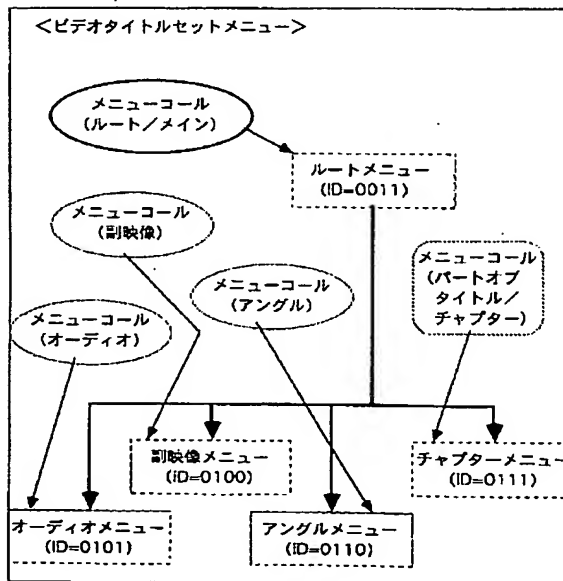 ＜ビデオタイトルセットメニュー＞
メニューコール
(ルート／メイン)
ルートメニュー
(ID=0011)
メニューコール
(副映像)
メニューコール
(アングル)
メニューコール
(パートオブ
タイトル／
チャプター)
メニューコール
(オーディオ)
副映像メニュー
(ID=0100)
チャプターメニュー
(ID=0111)
オーディオメニュー
(ID=0101)
アングルメニュー
(ID=0110)